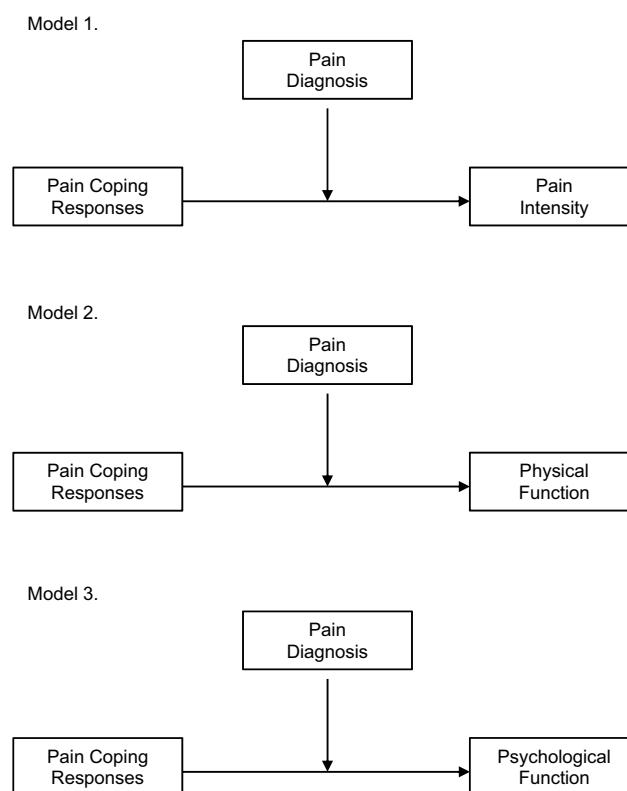 Model 1.
Pain
Diagnosis
Pain Coping
Responses
Pain
Intensity
Model 2.
Pain
Diagnosis
Pain Coping
Responses
Physical
Function
Model 3.
Pain
Diagnosis
Pain Coping
Responses
Psychological
Function